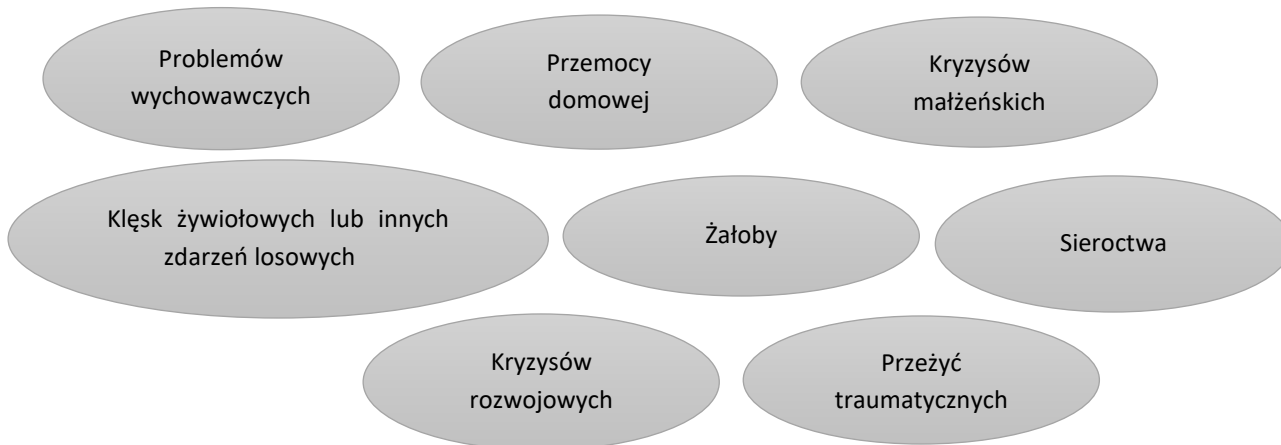 Problemów
wychowawczych
Przemocy
domowej
Kryzysów
małżeńskich
Klęsk żywiołowych lub innych
zdarzeń losowych
Żałoby
Sieroctwa
Kryzysów
rozwojowych
Przeżyć
traumatycznych